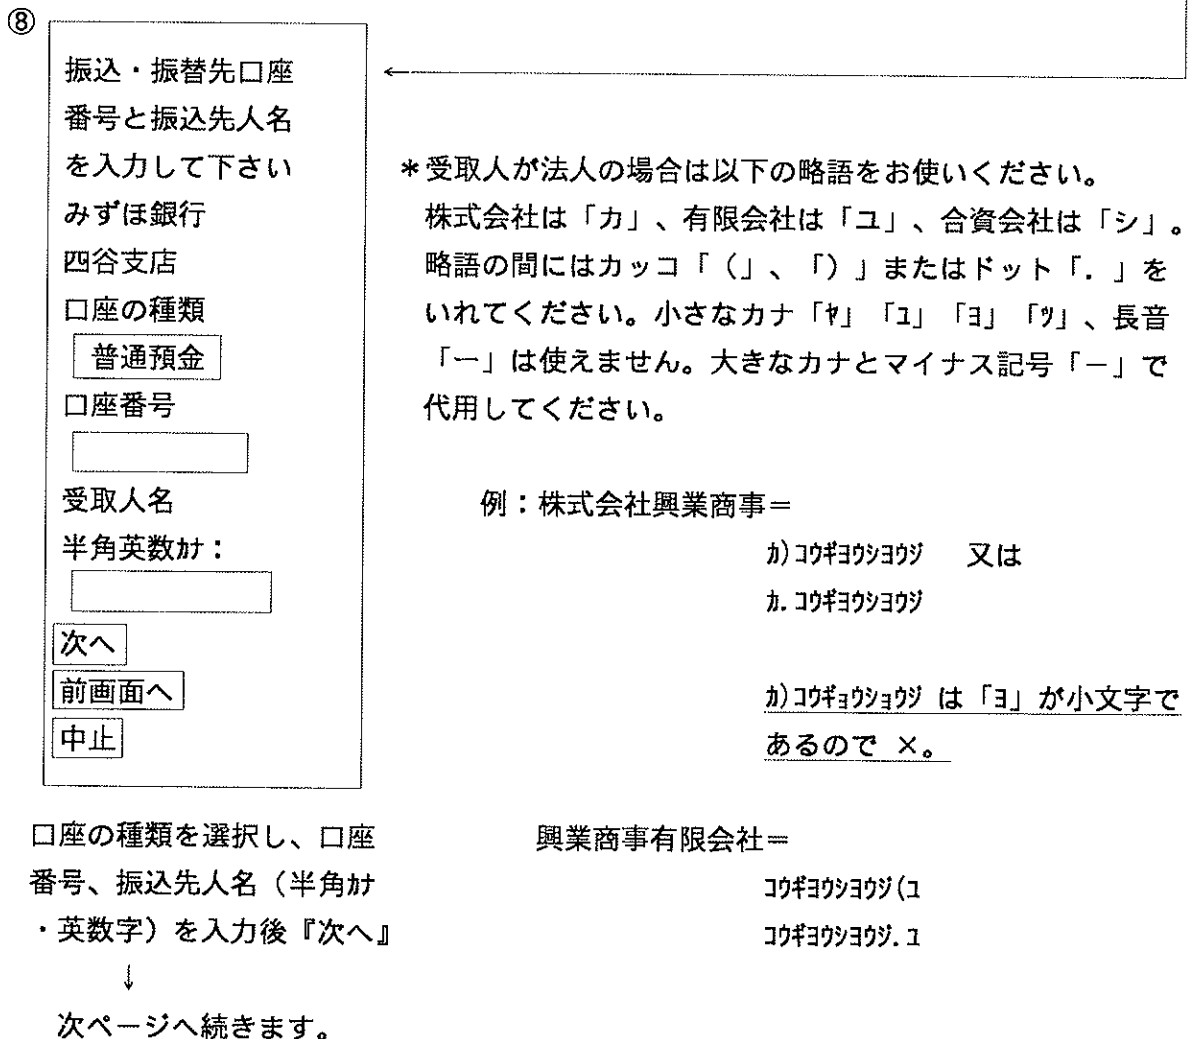 ⑧
振込・振替先口座
番号と振込先人名
を入力して下さい
みずほ銀行
四谷支店
口座の種類
普通預金
口座番号
受取人名
半角英数ｶﾅ：
次へ
前画面へ
中止
口座の種類を選択し、口座
番号、振込先人名（半角ｶﾅ
・英数字）を入力後『次へ』
↓
次ページへ続きます。
＊受取人が法人の場合は以下の略語をお使いください。
株式会社は「カ」、有限会社は「ユ」、合資会社は「シ」。
略語の間にはカッコ「（」、「）」またはドット「．」を
いれてください。小さなカナ「ﾔ」「ﾕ」「ﾖ」「ﾂ」、長音
「ー」は使えません。大きなカナとマイナス記号「－」で
代用してください。
例：株式会社興業商事＝
ｶ)ｺｳｷﾞﾖｳｼﾖｳｼﾞ 又は
ｶ.ｺｳｷﾞﾖｳｼﾖｳｼﾞ
ｶ)ｺｳｷﾞｮｳｼｮｳｼﾞ は「ﾖ」が小文字で
あるので ×。
興業商事有限会社＝
ｺｳｷﾞﾖｳｼﾖｳｼﾞ(ﾕ
ｺｳｷﾞﾖｳｼﾖｳｼﾞ.ﾕ